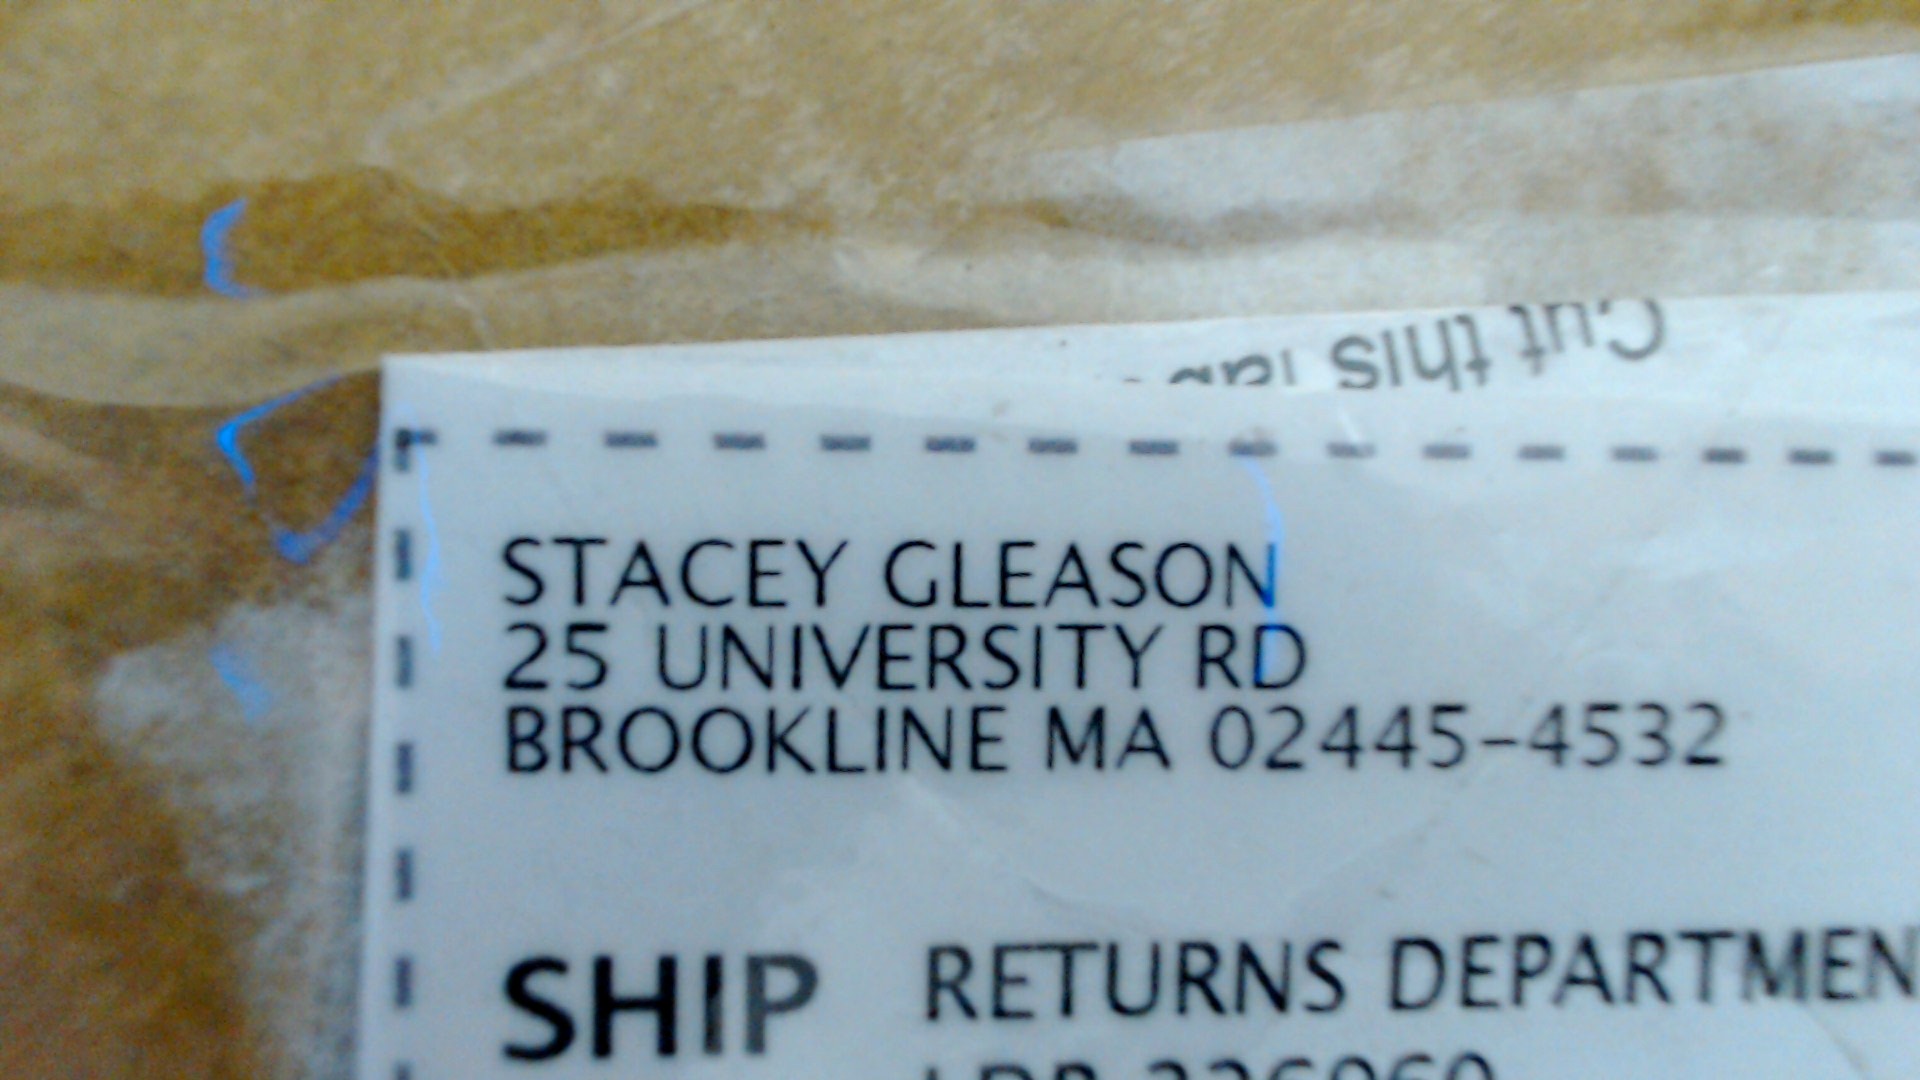 Cut this
STACEY GLEASON
25 UNIVERSITY RD
BROOKLINE MA 02445-4532
SHIP RETURNS DEPARTMEN